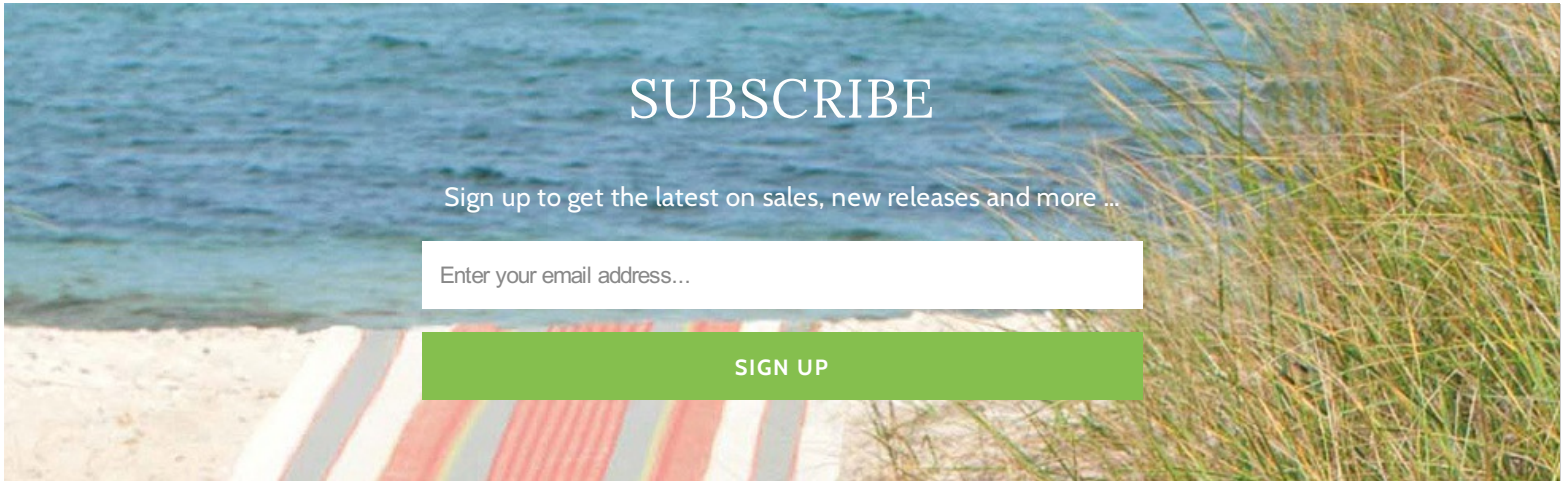 SUBSCRIBE
Sign up to get the latest on sales, new releases and more ...
Enter your email address...
SIGN UP